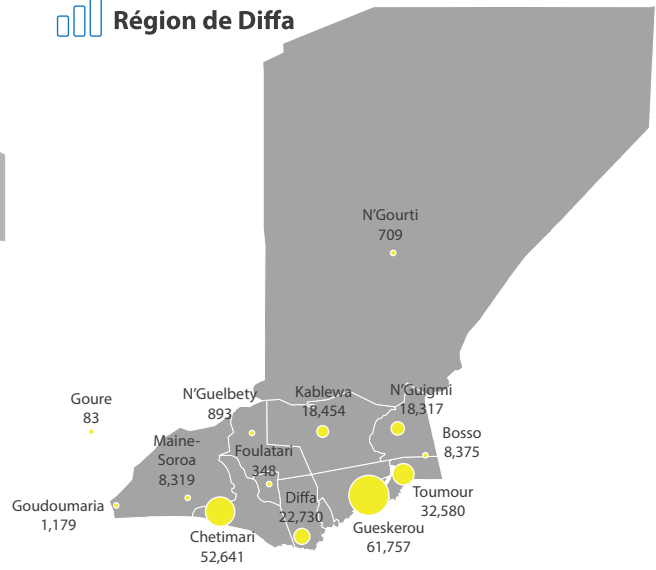 Région de Diffa
N'Gourti
709
Goure
83
N'Guelbety
893
Kablewa
18,454
N'Guigmi
18,317
Maine-
Soroa
8,319
Foulatari
348
Bosso
8,375
Goudoumaria
1,179
Diffa
22,730
Toumour
32,580
Chetimari
52,641
Gueskerou
61,757